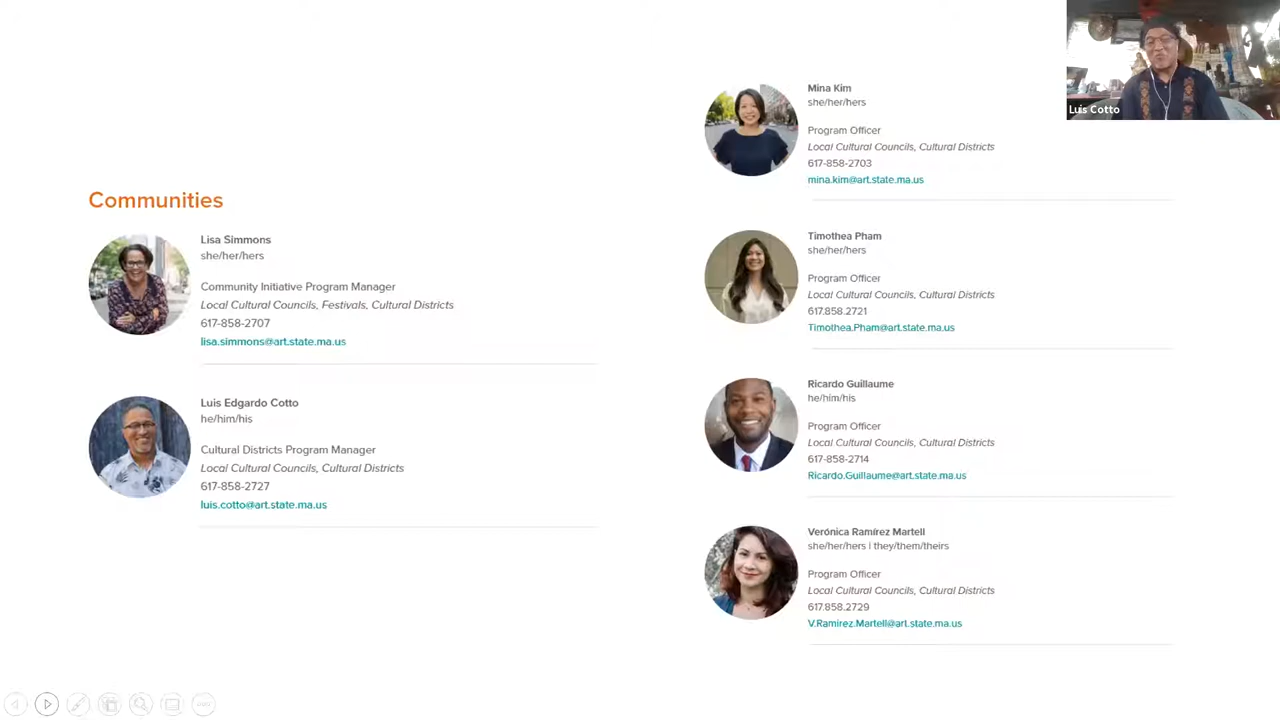 Communities
Lisa Simmons
she/her/hers
Community Initiative Program Manager
Local Cultural Councils, Festivals, Cultural Districts
617-858-2707
lisa.simmons@art.state.ma.us
Luis Edgardo Cotto
he/him/his
Cultural Districts Program Manager
Local Cultural Councils, Cultural Districts
617-858-2727
luis.cotto@art.state.ma.us
Mina Kim
she/her/hers
Program Officer
Local Cultural Councils, Cultural Districts
617-858-2703
mina.kim@art.state.ma.us
Timothea Pham
she/her/hers
Program Officer
Local Cultural Councils, Cultural Districts
617.858.2721
Timothea.Pham@art.state.ma.us
Ricardo Guillaume
he/him/his
Program Officer
Local Cultural Councils, Cultural Districts
617-858-2714
Ricardo.Guillaume@art.state.ma.us
Verónica Ramírez Martell
she/her/hers i they/them/theirs
Program Officer
Local Cultural Councils, Cultural Districts
617.858.2729
V.Ramirez.Martell@art.state.ma.us
Luis Cotto